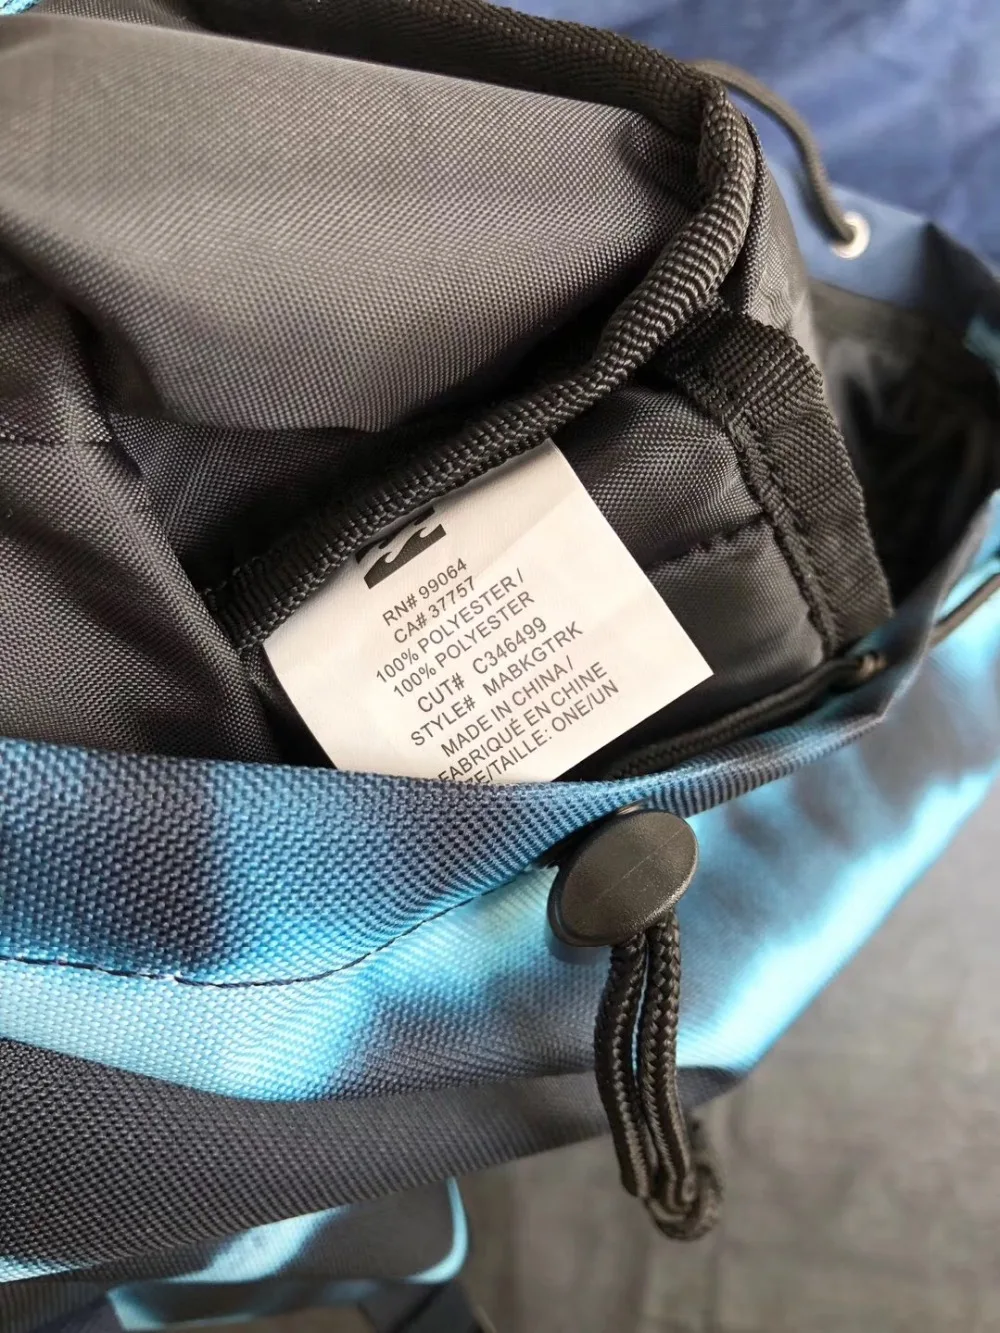 RN# 99064
CA# 37757
100% POLYESTER /
100% POLYESTER
CUT# C346499
STYLE# MABKGTRK
MADE IN CHINA /
FABRIQUÉ EN CHINE
/TAILLE: ONE/UN